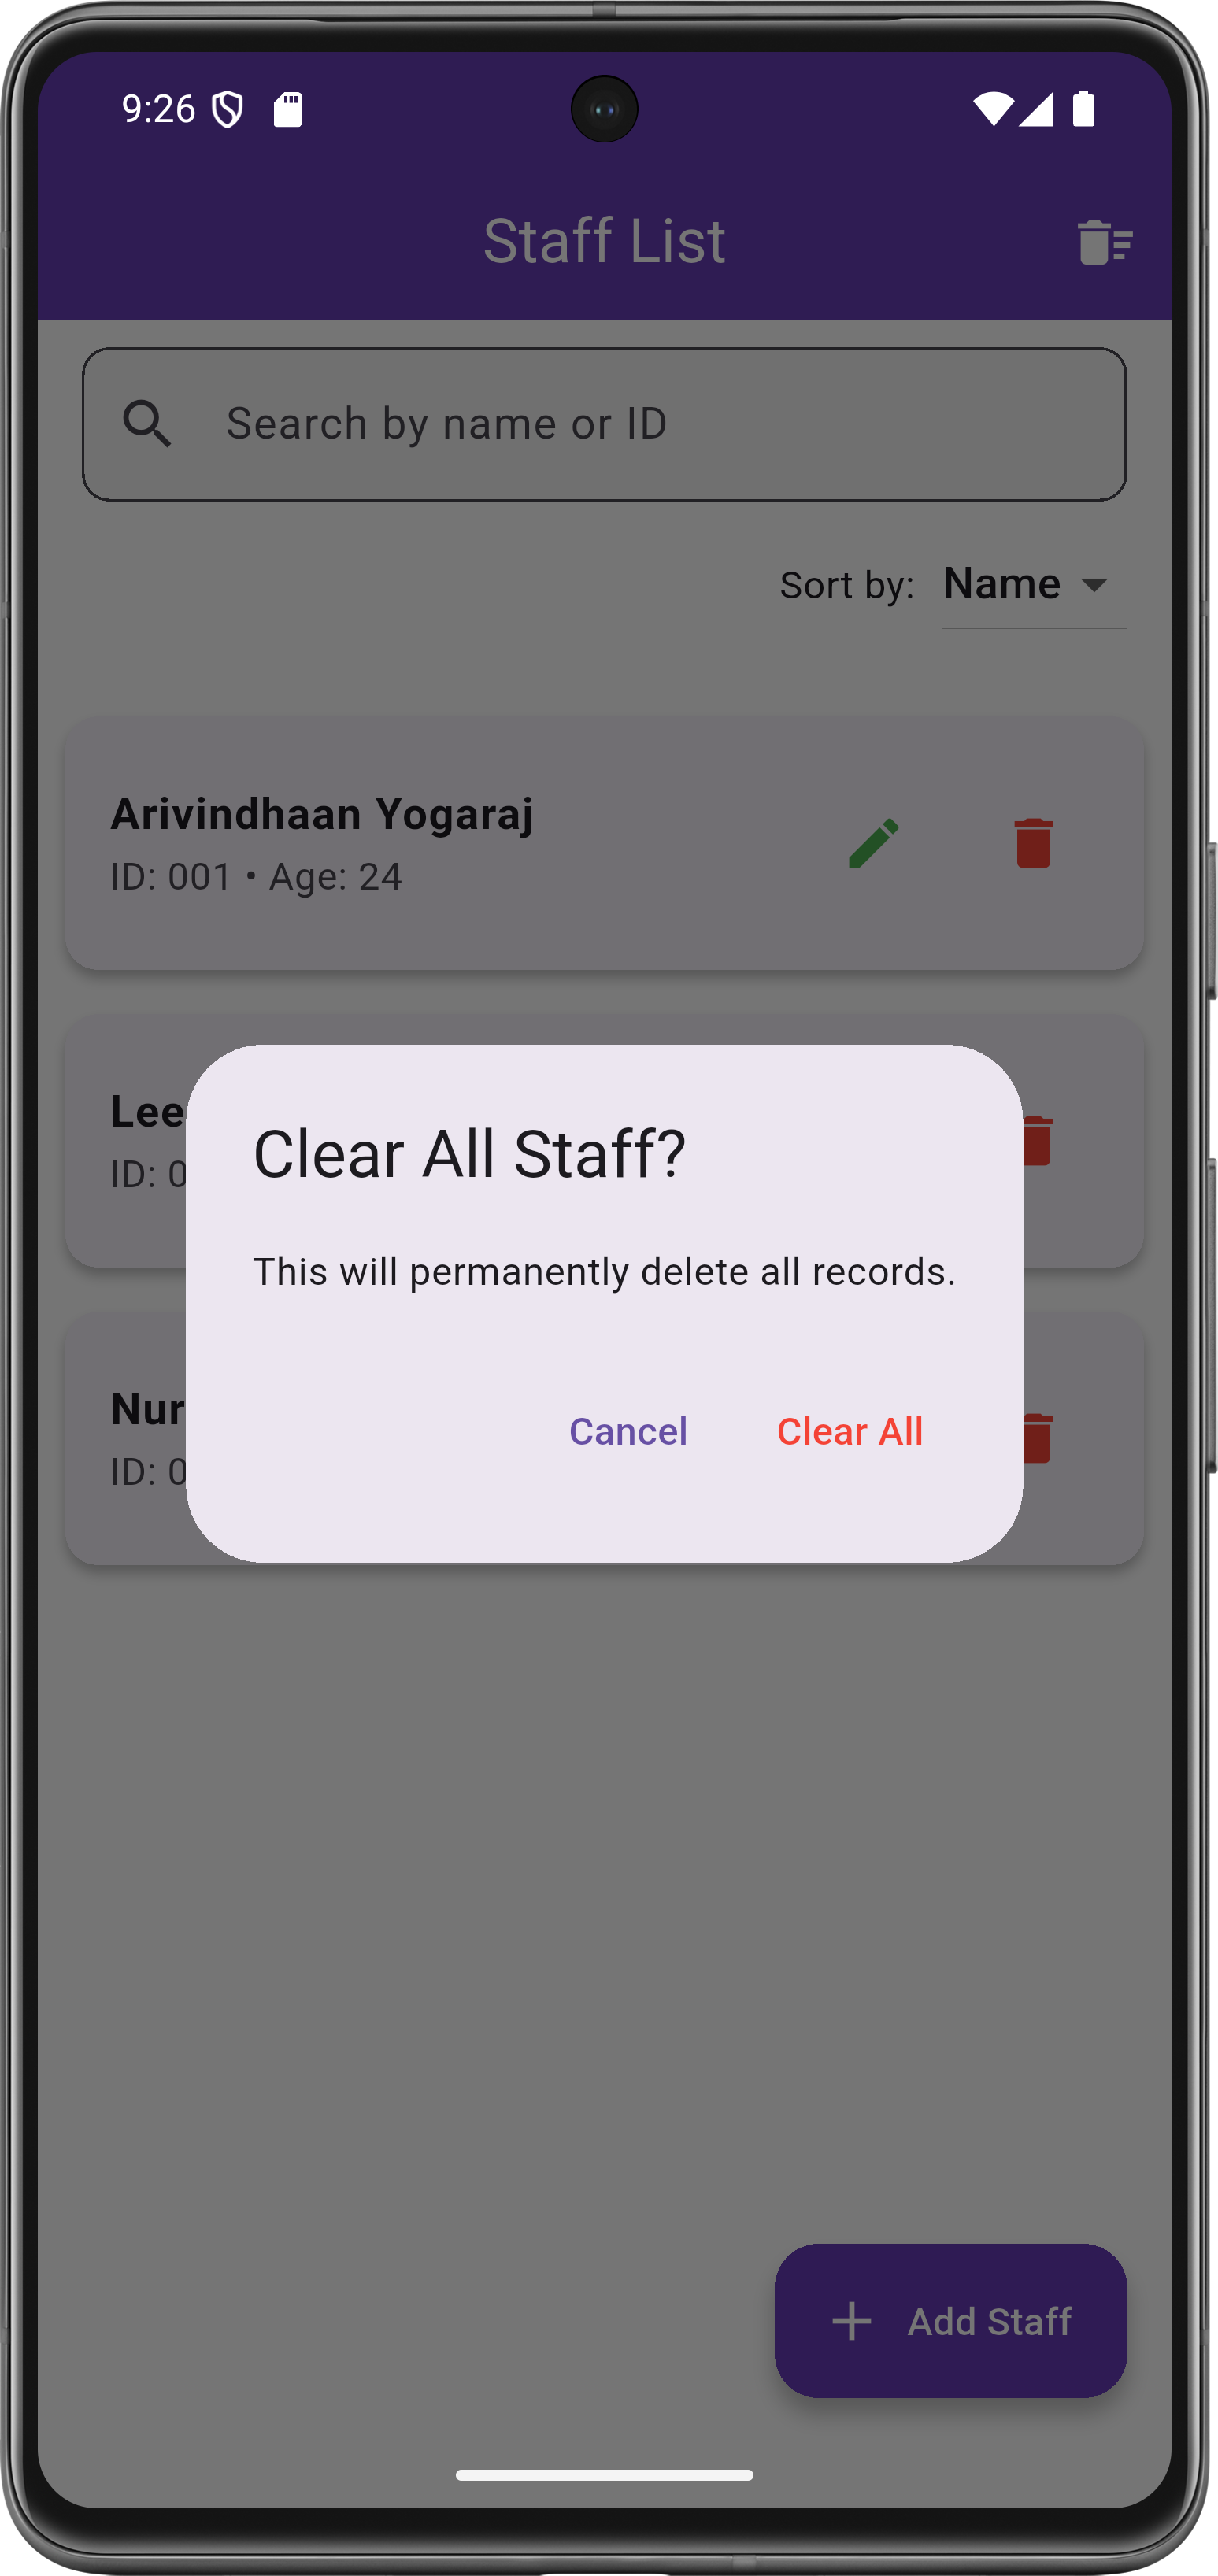 9:26
Staff List
Search by name or ID
Sort by: Name
Arivindhaan Yogaraj
ID: 001 • Age: 24
Lee
ID: 0
Clear All Staff?
This will permanently delete all records.
Nur
ID: 0
Cancel Clear All
Add Staff